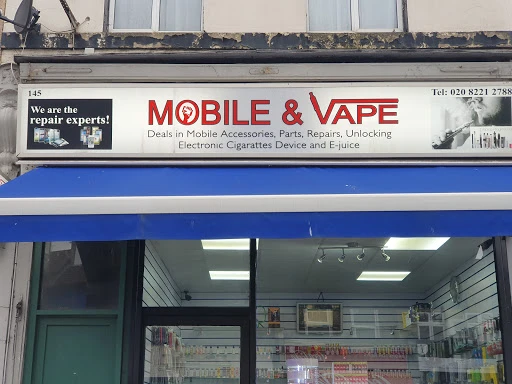 145
We are the
repair experts!
MOBILE & VAPE
Deals in Mobile Accessories, Parts, Repairs, Unlocking
Electronic Cigarattes Device and E-juice
Tel: 020 8221 2788